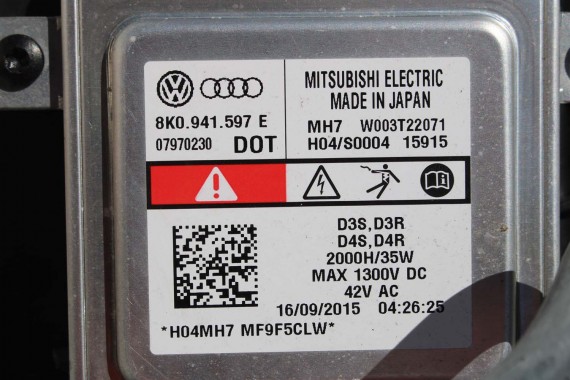 8K0.941.597 E
07970230 DOT
MITSUBISHI ELECTRIC
MADE IN JAPAN
MH7 W003T22071
H04/S0004 15915
D3S,D3R
D4S,D4R
2000H/35W
MAX 1300V DC
42V AC
16/09/2015 04:26:25
*H04MH7 MF9F5CLW*